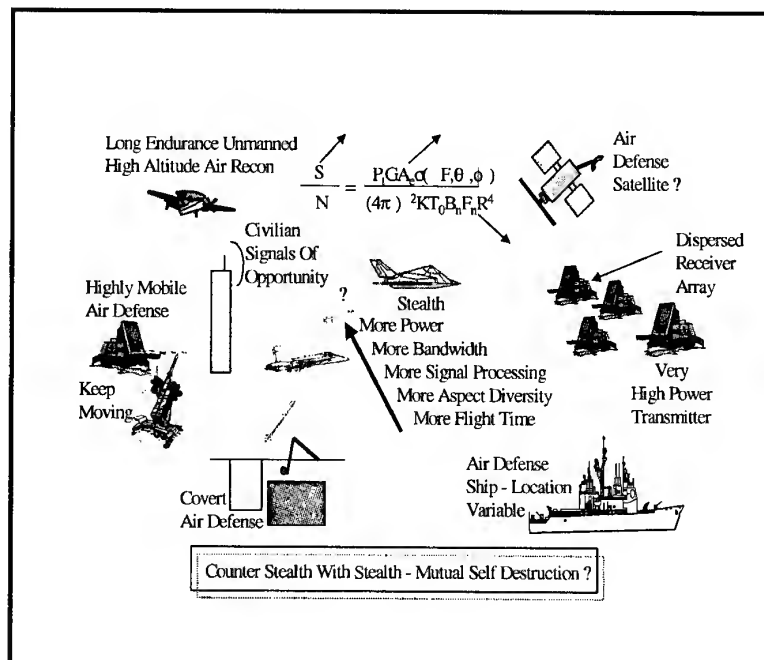 Long Endurance Unmanned
High Altitude Air Recon
S
N
=
PₜGAₑσ( F,θ ,φ)
(4π) ²KT₀BₙFₙR⁴
Air
Defense
Satellite ?
Civilian
Signals Of
Opportunity
Highly Mobile
Air Defense
Keep
Moving
?
Stealth
More Power
More Bandwidth
More Signal Processing
More Aspect Diversity
More Flight Time
Dispersed
Receiver
Array
Very
High Power
Transmitter
Covert
Air Defense
Air Defense
Ship - Location
Variable
Counter Stealth With Stealth - Mutual Self Destruction ?